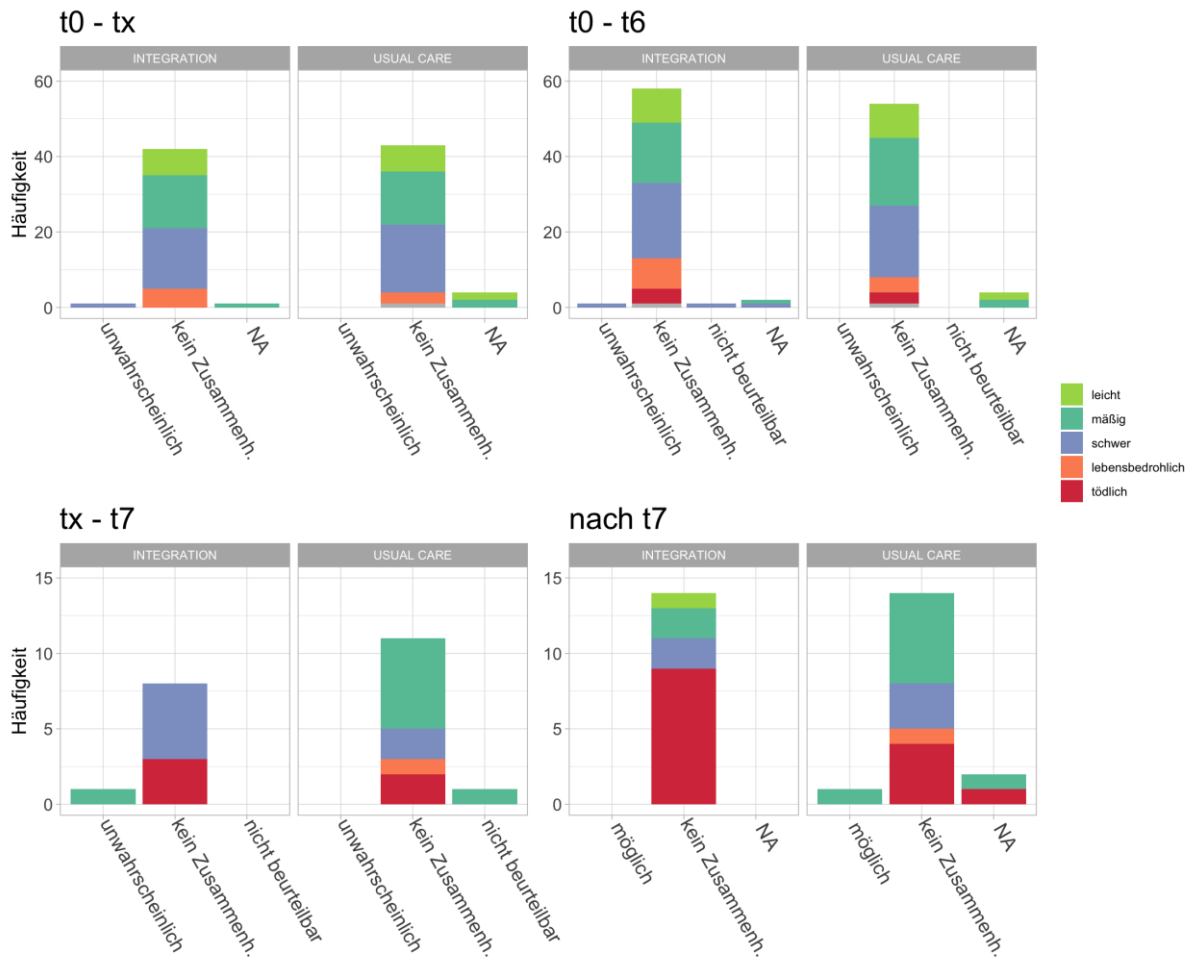 t0 - tx
t0 - t6
INTEGRATION
USUAL CARE
INTEGRATION
USUAL CARE
Häufigkeit
60
40
20
0
60
40
20
0
unwahrscheinlich
kein Zusammenh.
NA
unwahrscheinlich
kein Zusammenh.
NA
unwahrscheinlich
kein Zusammenh.
nicht beurteilbar
NA
unwahrscheinlich
kein Zusammenh.
nicht beurteilbar
NA
leicht
mäßig
schwer
lebensbedrohlich
tödlich
tx - t7
nach t7
INTEGRATION
USUAL CARE
INTEGRATION
USUAL CARE
Häufigkeit
15
10
5
0
15
10
5
0
unwahrscheinlich
kein Zusammenh.
nicht beurteilbar
unwahrscheinlich
kein Zusammenh.
nicht beurteilbar
möglich
kein Zusammenh.
NA
möglich
kein Zusammenh.
NA